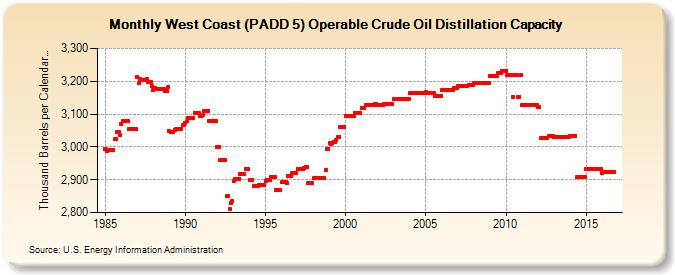 Monthly West Coast (PADD 5) Operable Crude Oil Distillation Capacity
Thousand Barrels per Calendar...
3,300
3,200
3,100
3,000
2,900
2,800
1985 1990 1995 2000 2005 2010 2015
Source: U.S. Energy Information Administration